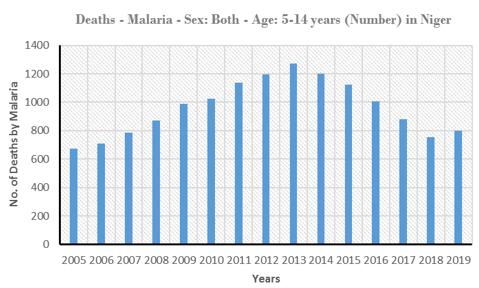 Deaths - Malaria - Sex: Both - Age: 5-14 years (Number) in Niger
1400
1200
1000
800
600
400
200
0
No. of Deaths by Malaria
2005 2006 2007 2008 2009 2010 2011 2012 2013 2014 2015 2016 2017 2018 2019
Years